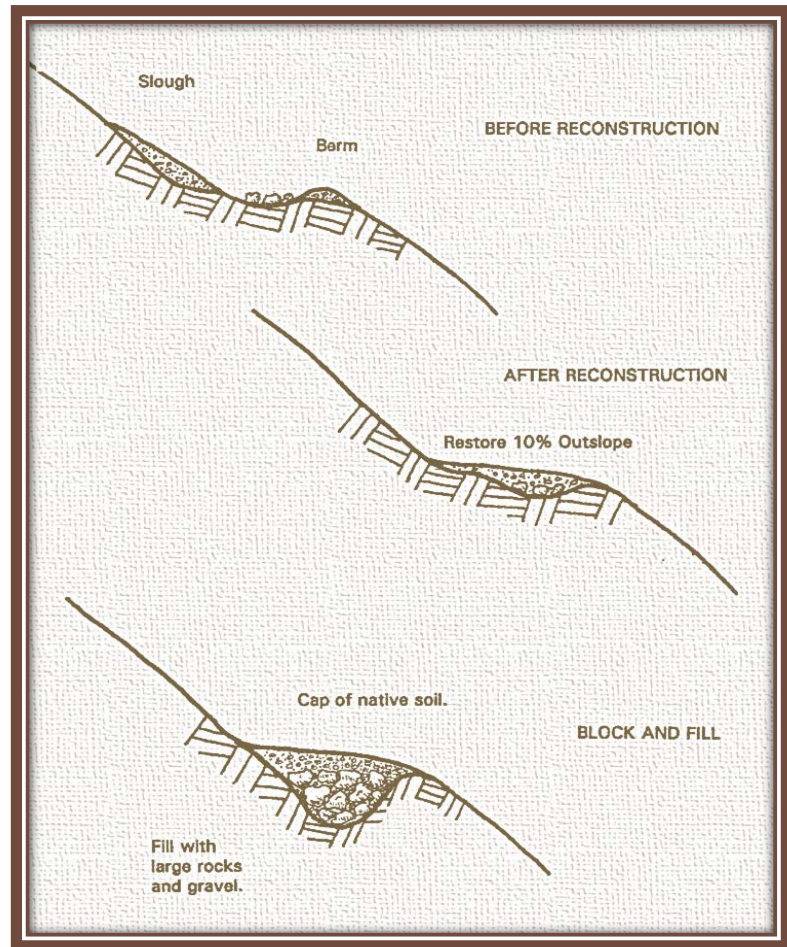 Slough
BEFORE RECONSTRUCTION
Berm
AFTER RECONSTRUCTION
Restore 10% Outslope
Cap of native soil.
BLOCK AND FILL
Fill with
large rocks
and gravel.